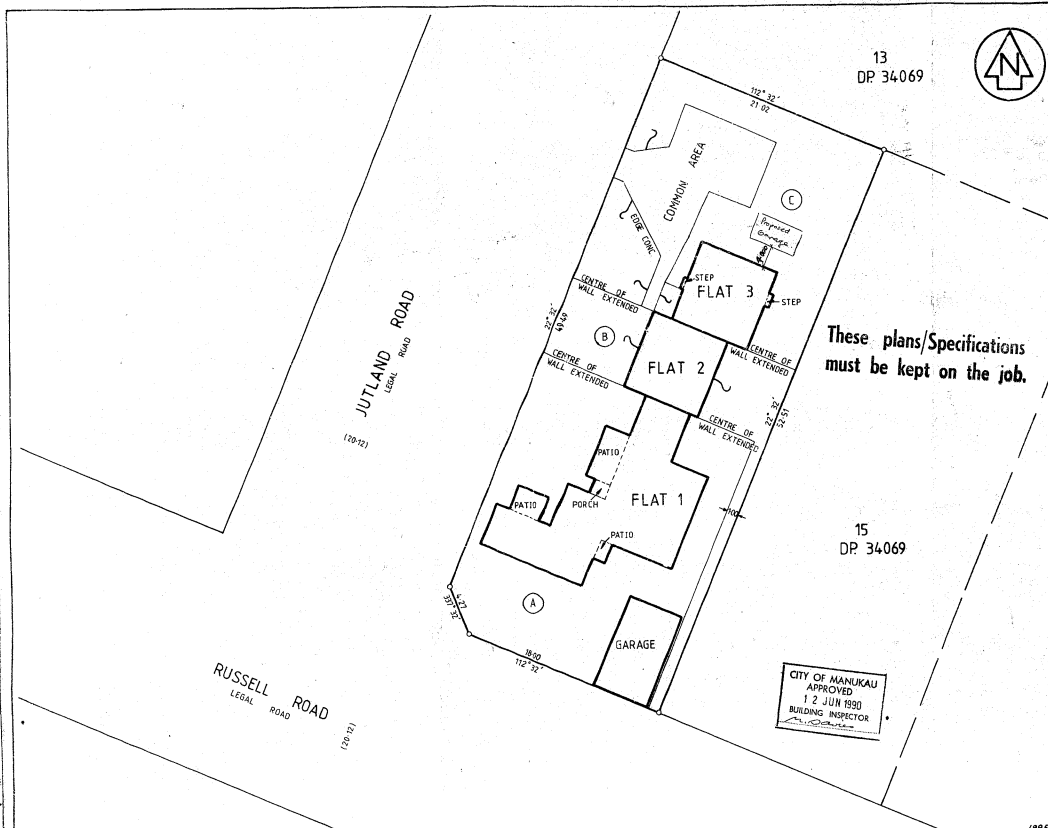 13
DP. 34069
N
112° 32'
21·02
COMMON AREA
C
Proposed
Garage
EDGE CONC
STEP
FLAT 3
STEP
CENTRE OF
WALL EXTENDED
22° 32'
49·49
JUTLAND ROAD
LEGAL ROAD
(20·12)
B
CENTRE OF
WALL EXTENDED
FLAT 2
CENTRE OF
WALL EXTENDED
These plans/Specifications
must be kept on the job.
22° 32'
52·51
CENTRE OF
WALL EXTENDED
PATIO
FLAT 1
PATIO
PORCH
PATIO
15
DP. 34069
4·27
337° 32'
A
GARAGE
18·00
112° 32'
RUSSELL ROAD
LEGAL ROAD
(20·12)
CITY OF MANUKAU
APPROVED
12 JUN 1990
BUILDING INSPECTOR